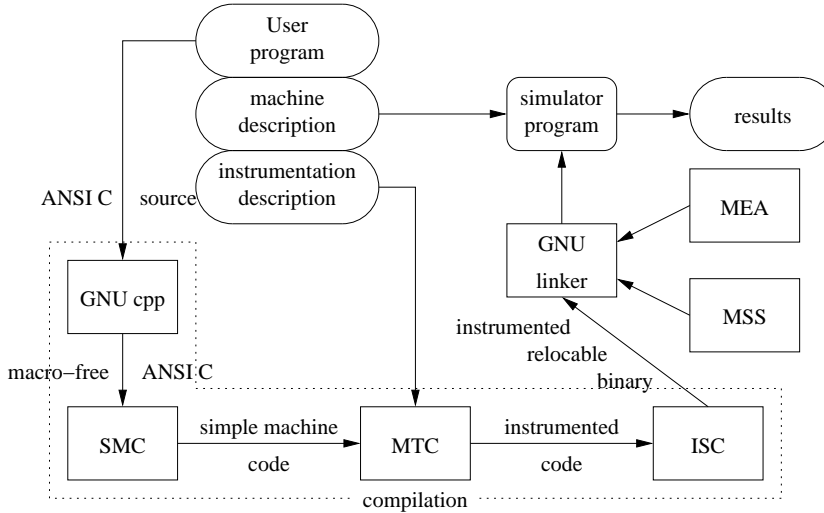 User
program
machine
description
instrumentation
description
simulator
program
results
ANSI C source
MEA
GNU
linker
MSS
GNU cpp
instrumented
relocable
binary
macro-free ANSI C
SMC
simple machine
code
MTC
instrumented
code
ISC
compilation